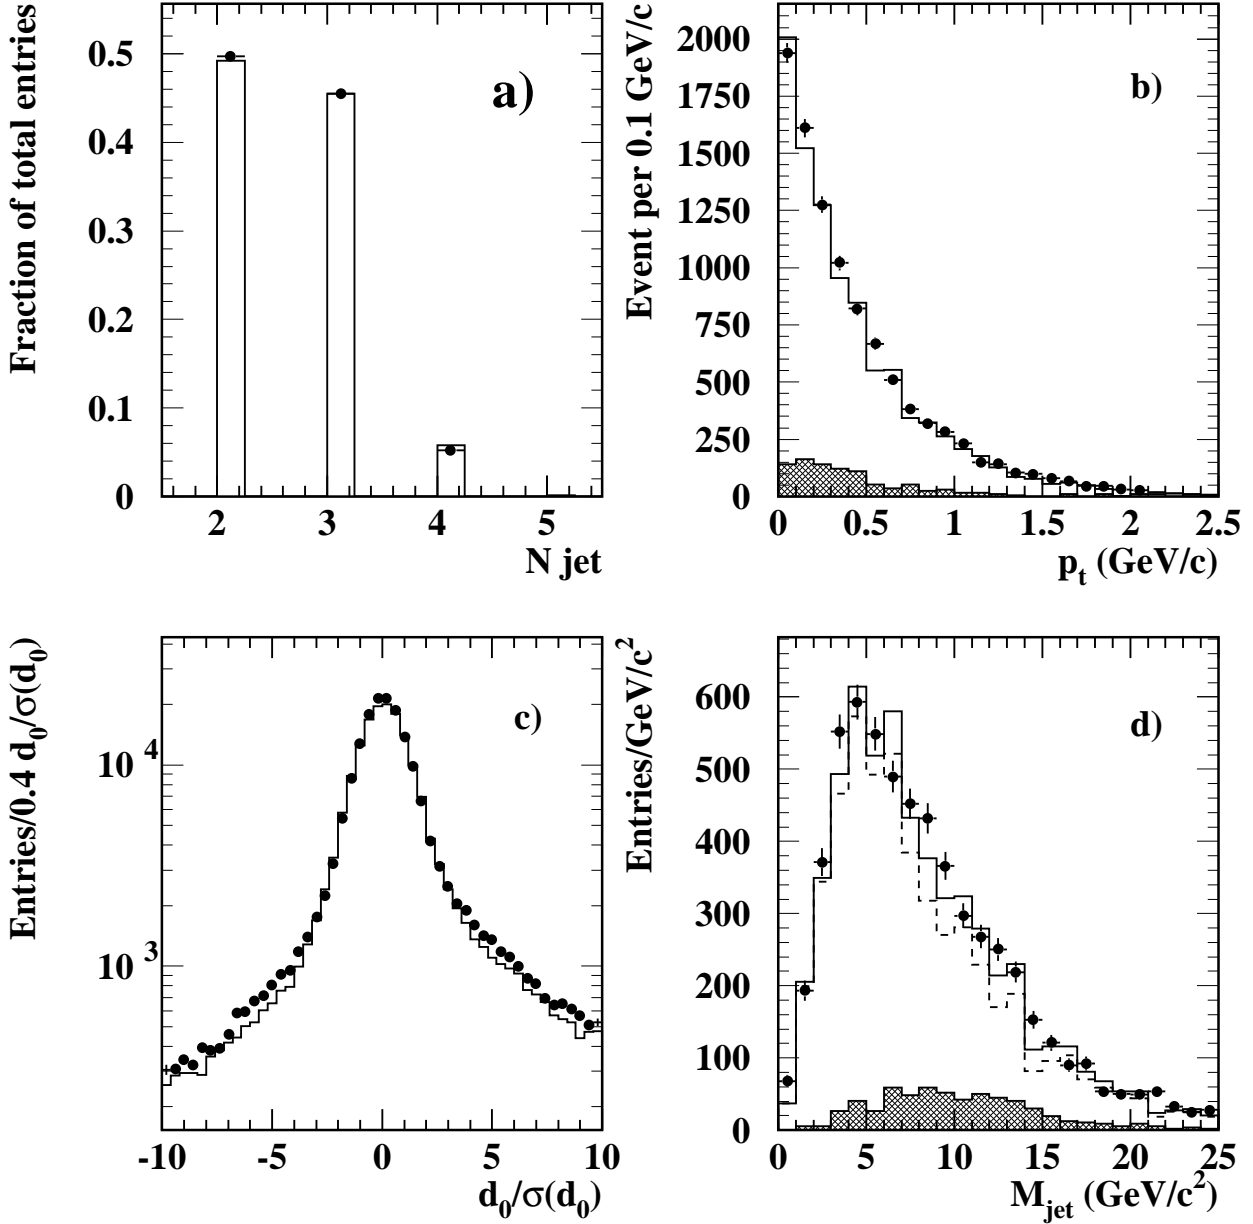 Fraction of total entries
0.5
0.4
0.3
0.2
0.1
0
a)
2 3 4 5
N jet
Event per 0.1 GeV/c
2000
1750
1500
1250
1000
750
500
250
0
b)
0 0.5 1 1.5 2 2.5
p_t (GeV/c)
Entries/0.4 d_0/σ(d_0)
10^4
10^3
c)
-10 -5 0 5 10
d_0/σ(d_0)
Entries/GeV/c^2
600
500
400
300
200
100
0
d)
0 5 10 15 20 25
M_jet (GeV/c^2)